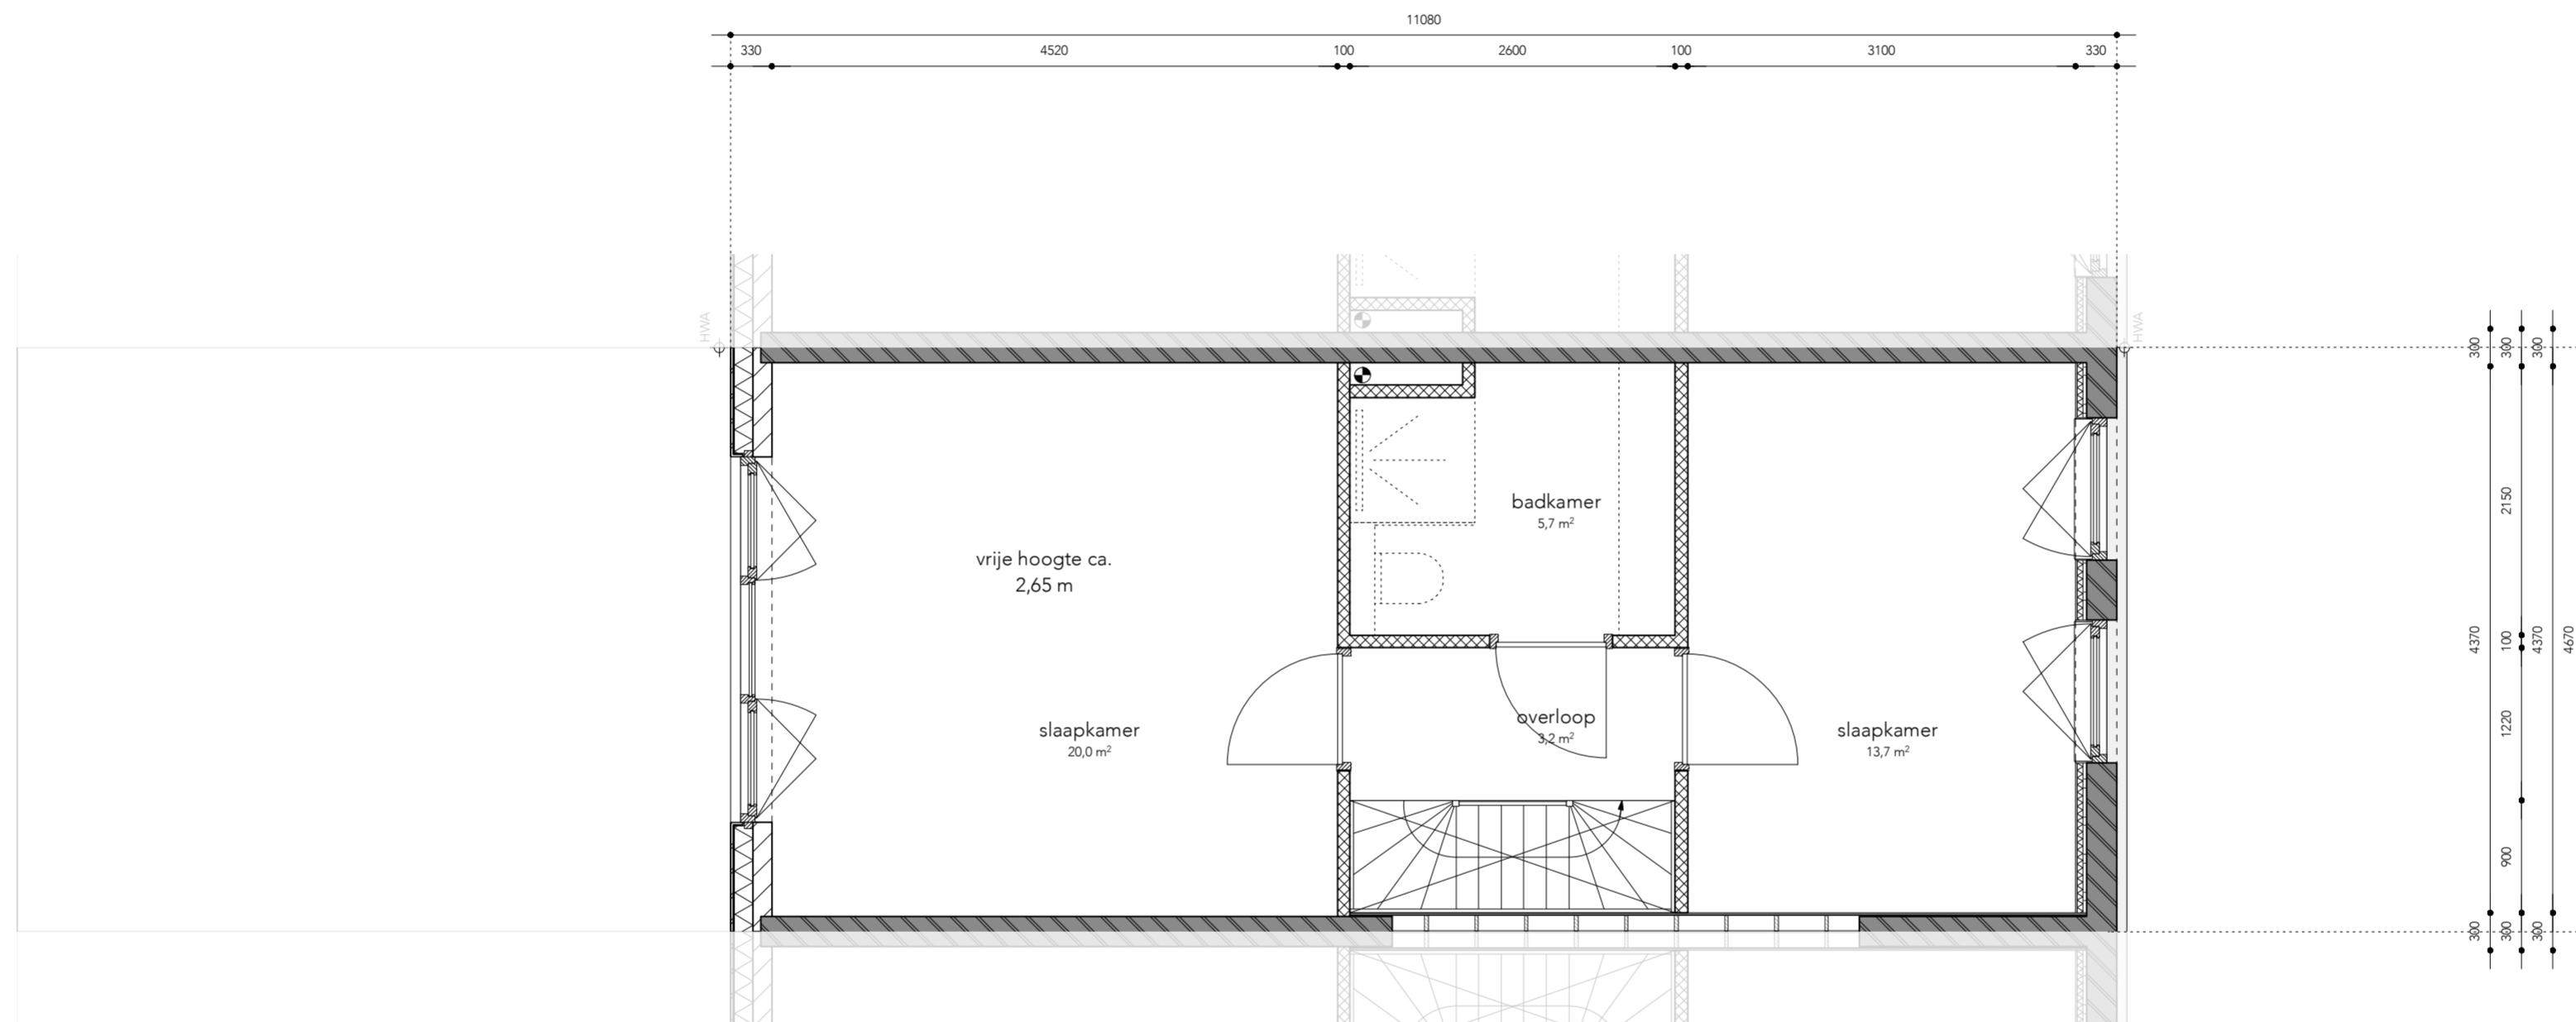 11080
330 4520 100 2600 100 3100 330
HWA HWA
300 300 300
badkamer
5,7 m²
2150
vrije hoogte ca.
2,65 m
4370 100 4370 4670
slaapkamer
20,0 m²
overloop
3,2 m²
slaapkamer
13,7 m²
1220
900
300 300 300